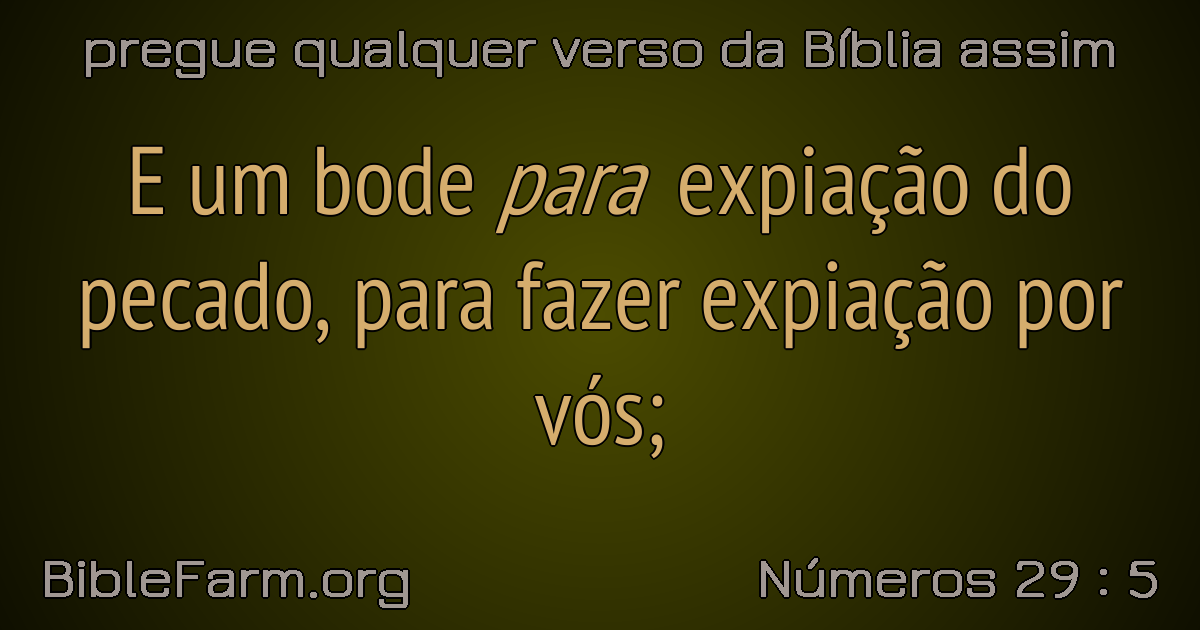 pregue qualquer verso da Bíblia assim
E um bode para expiação do
pecado, para fazer expiação por
vós;
BibleFarm.org
Números 29 : 5